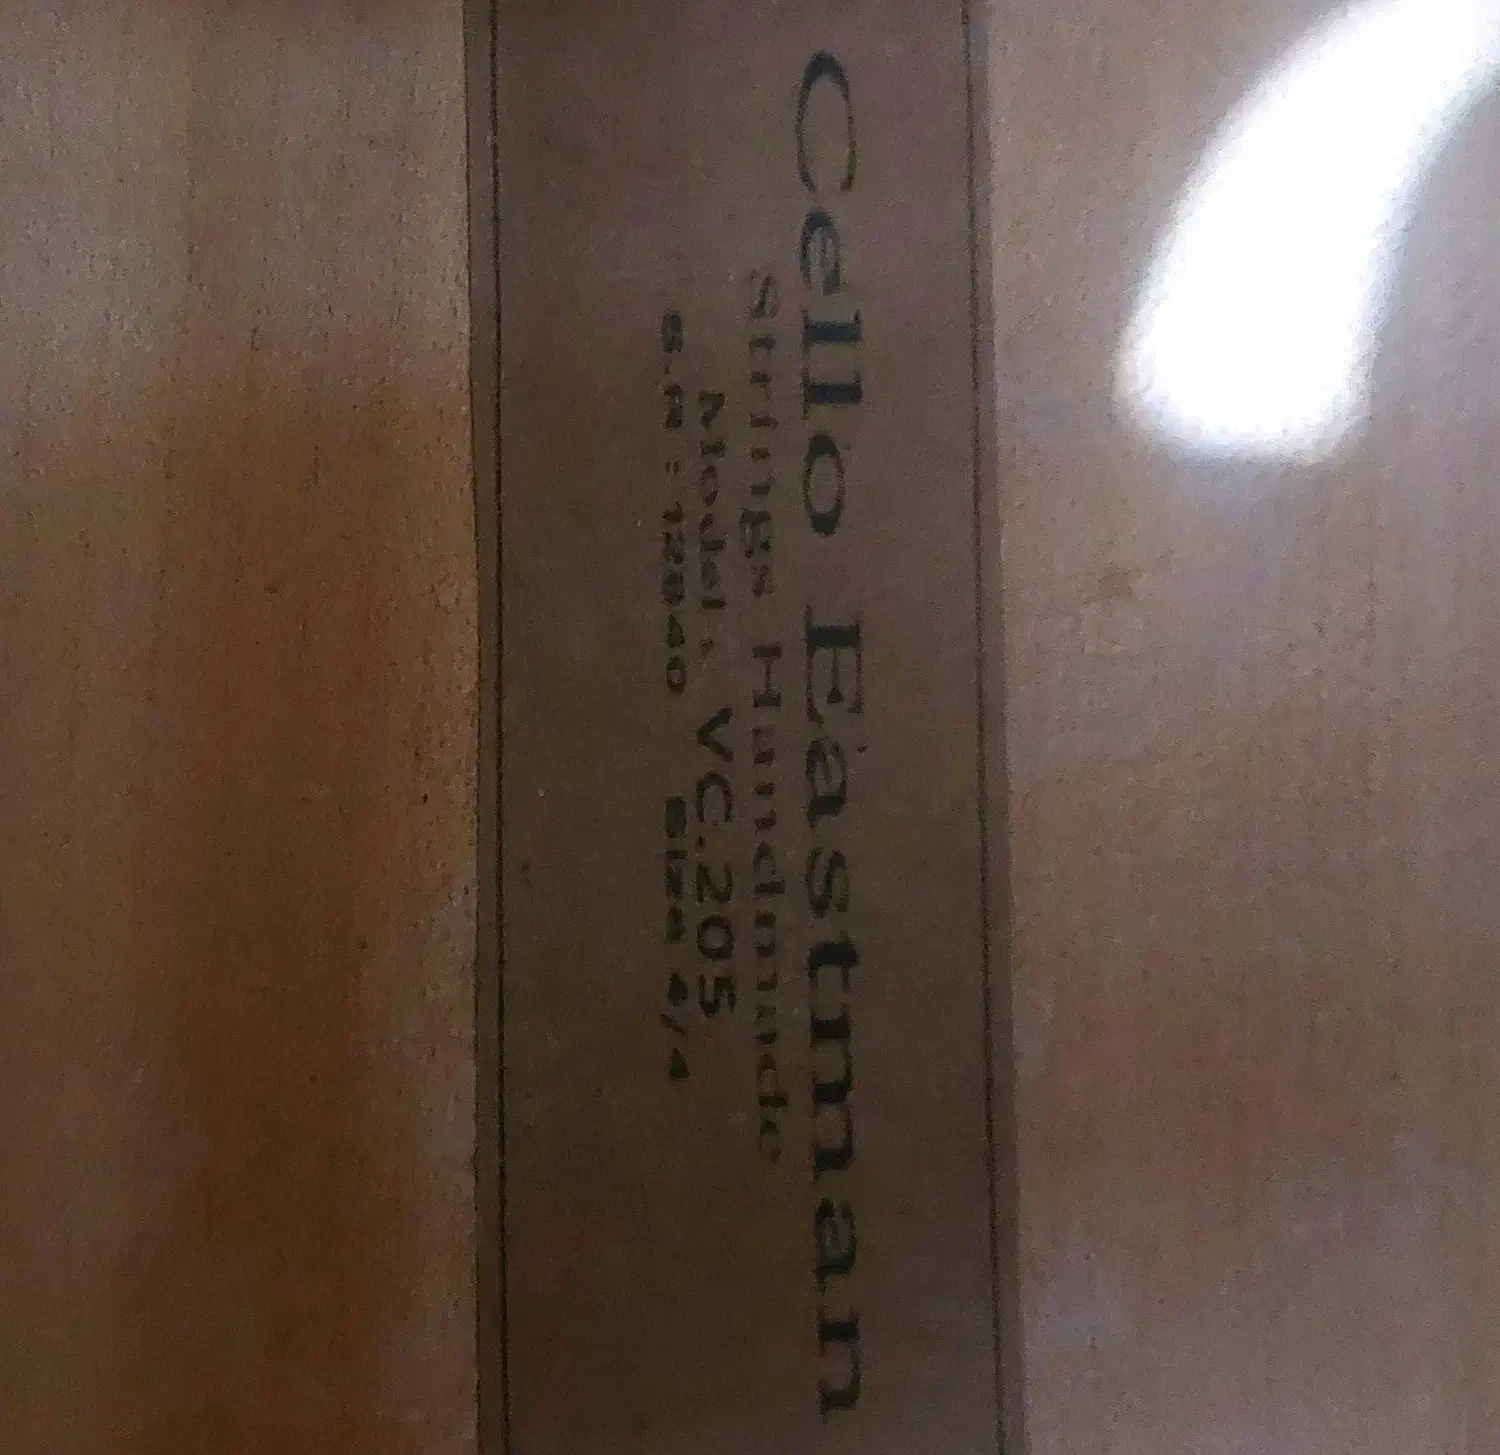 Cello Eastman
Strings Handmade
Model : VC.205
S.N : 12840 Size 4/4